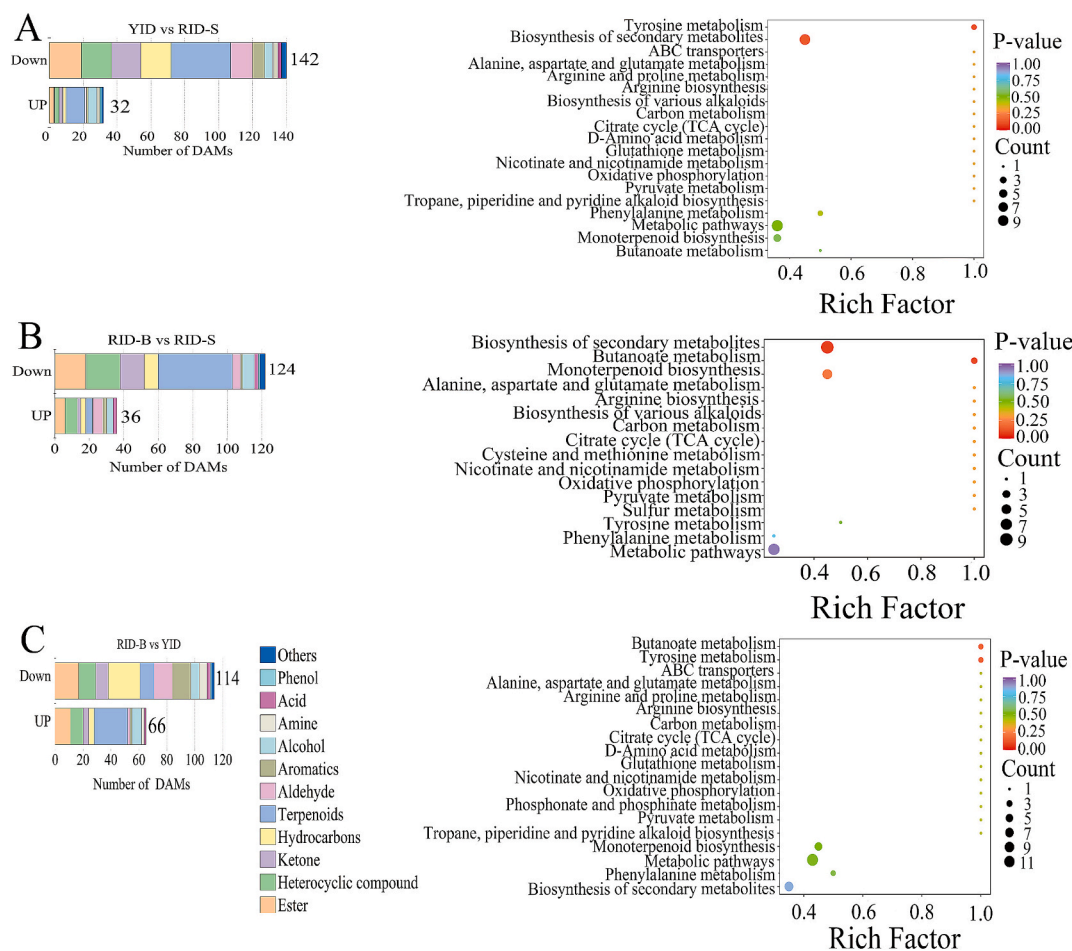 A
YID vs RID-S
Down
142
UP
32
0 20 40 60 80 100 120 140
Number of DAMs
Tyrosine metabolism
Biosynthesis of secondary metabolites
ABC transporters
Alanine, aspartate and glutamate metabolism
Arginine and proline metabolism
Arginine biosynthesis
Biosynthesis of various alkaloids
Carbon metabolism
Citrate cycle (TCA cycle)
D-Amino acid metabolism
Glutathione metabolism
Nicotinate and nicotinamide metabolism
Oxidative phosphorylation
Pyruvate metabolism
Tropane, piperidine and pyridine alkaloid biosynthesis
Phenylalanine metabolism
Metabolic pathways
Monoterpenoid biosynthesis
Butanoate metabolism
0.4 0.6 0.8 1.0
Rich Factor
P-value
1.00
0.75
0.50
0.25
0.00
Count
1
3
5
7
9
B
RID-B vs RID-S
Down
124
UP
36
0 20 40 60 80 100 120
Number of DAMs
Biosynthesis of secondary metabolites
Butanoate metabolism
Monoterpenoid biosynthesis
Alanine, aspartate and glutamate metabolism
Arginine biosynthesis
Biosynthesis of various alkaloids
Carbon metabolism
Citrate cycle (TCA cycle)
Cysteine and methionine metabolism
Nicotinate and nicotinamide metabolism
Oxidative phosphorylation
Pyruvate metabolism
Sulfur metabolism
Tyrosine metabolism
Phenylalanine metabolism
Metabolic pathways
0.4 0.6 0.8 1.0
Rich Factor
P-value
1.00
0.75
0.50
0.25
0.00
Count
1
3
5
7
9
C
RID-B vs YID
Down
114
UP
66
0 20 40 60 80 100 120
Number of DAMs
Others
Phenol
Acid
Amine
Alcohol
Aromatics
Aldehyde
Terpenoids
Hydrocarbons
Ketone
Heterocyclic compound
Ester
Butanoate metabolism
Tyrosine metabolism
ABC transporters
Alanine, aspartate and glutamate metabolism
Arginine and proline metabolism
Arginine biosynthesis
Carbon metabolism
Citrate cycle (TCA cycle)
D-Amino acid metabolism
Glutathione metabolism
Nicotinate and nicotinamide metabolism
Oxidative phosphorylation
Phosphonate and phosphinate metabolism
Pyruvate metabolism
Tropane, piperidine and pyridine alkaloid biosynthesis
Monoterpenoid biosynthesis
Metabolic pathways
Phenylalanine metabolism
Biosynthesis of secondary metabolites
0.4 0.6 0.8 1.0
Rich Factor
P-value
1.00
0.75
0.50
0.25
0.00
Count
1
3
5
7
9
11